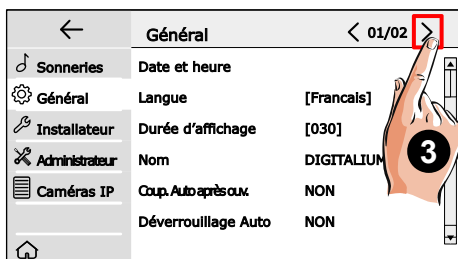 Général
01/02
Sonneries
Date et heure
Général
Langue
[Francais]
Installateur
Durée d'affichage
[030]
Administrateur
Nom
DIGITALIUM
3
Caméras IP
Coup. Auto après ouv.
NON
Déverrouillage Auto
NON